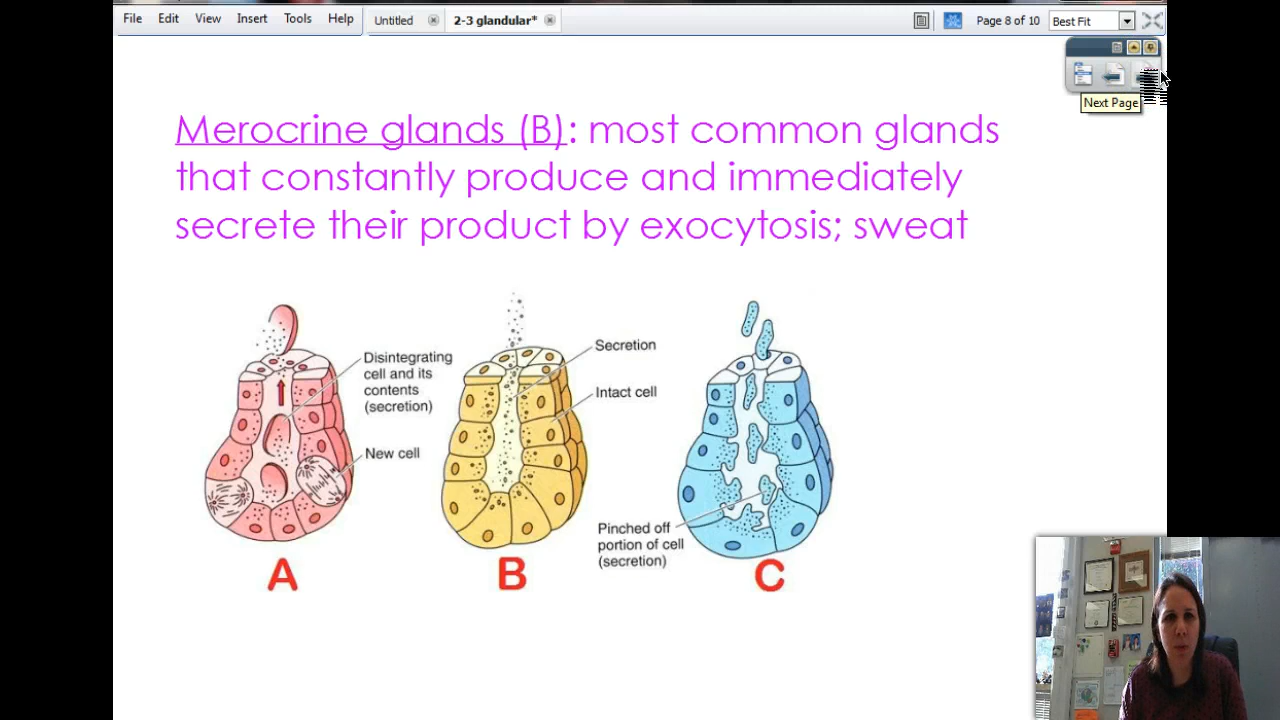 File Edit View Insert Tools Help
Untitled
2-3 glandular*
Page 8 of 10
Best Fit
Next Page
Merocrine glands (B): most common glands
that constantly produce and immediately
secrete their product by exocytosis; sweat
Disintegrating
cell and its
contents
(secretion)
New cell
Secretion
Intact cell
Pinched off
portion of cell
(secretion)
A
B
C